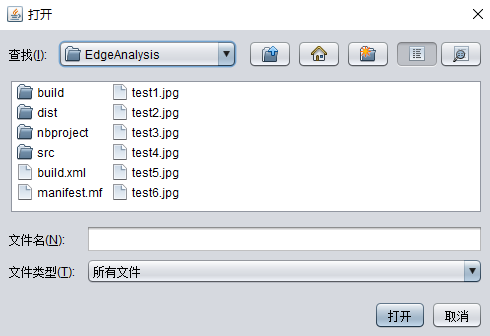 打开
查找(I): EdgeAnalysis
build test1.jpg
dist test2.jpg
nbproject test3.jpg
src test4.jpg
build.xml test5.jpg
manifest.mf test6.jpg
文件名(N):
文件类型(T): 所有文件
打开 取消